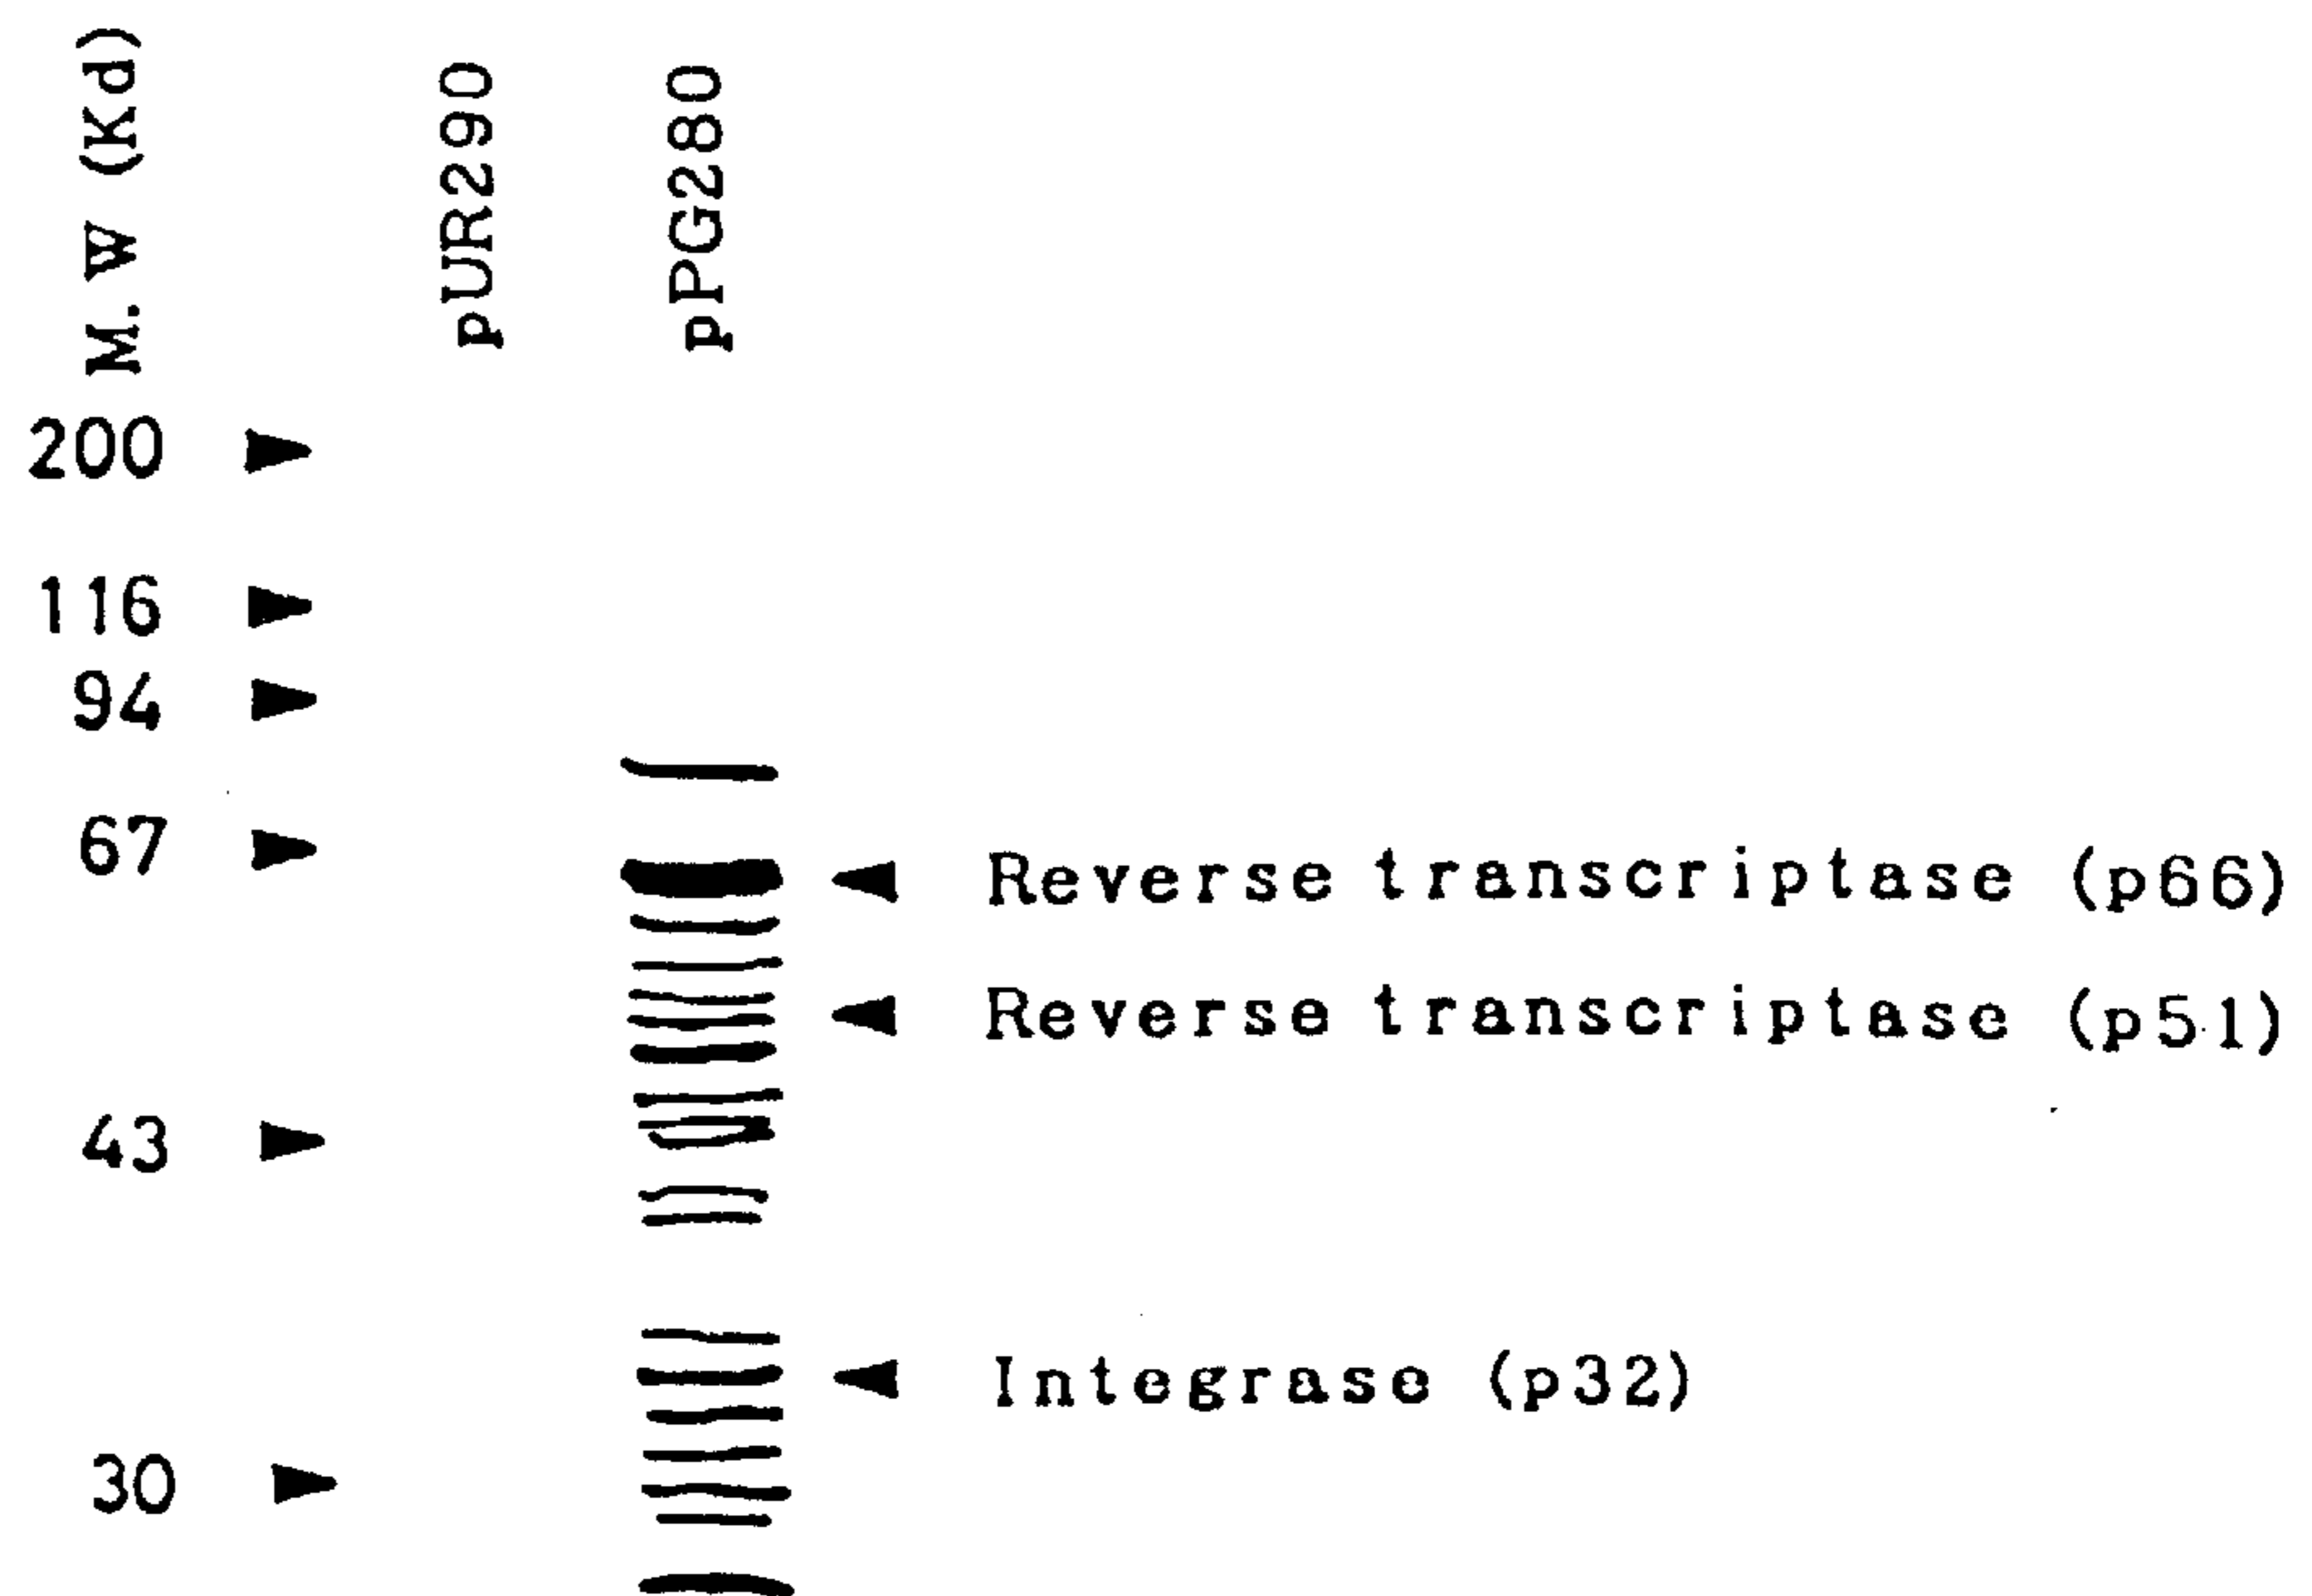 M.W (Kd)
pUR290
pPG280
200
116
94
67
Reverse transcriptase (p66)
Reverse transcriptase (p51)
43
Integrase (p32)
30